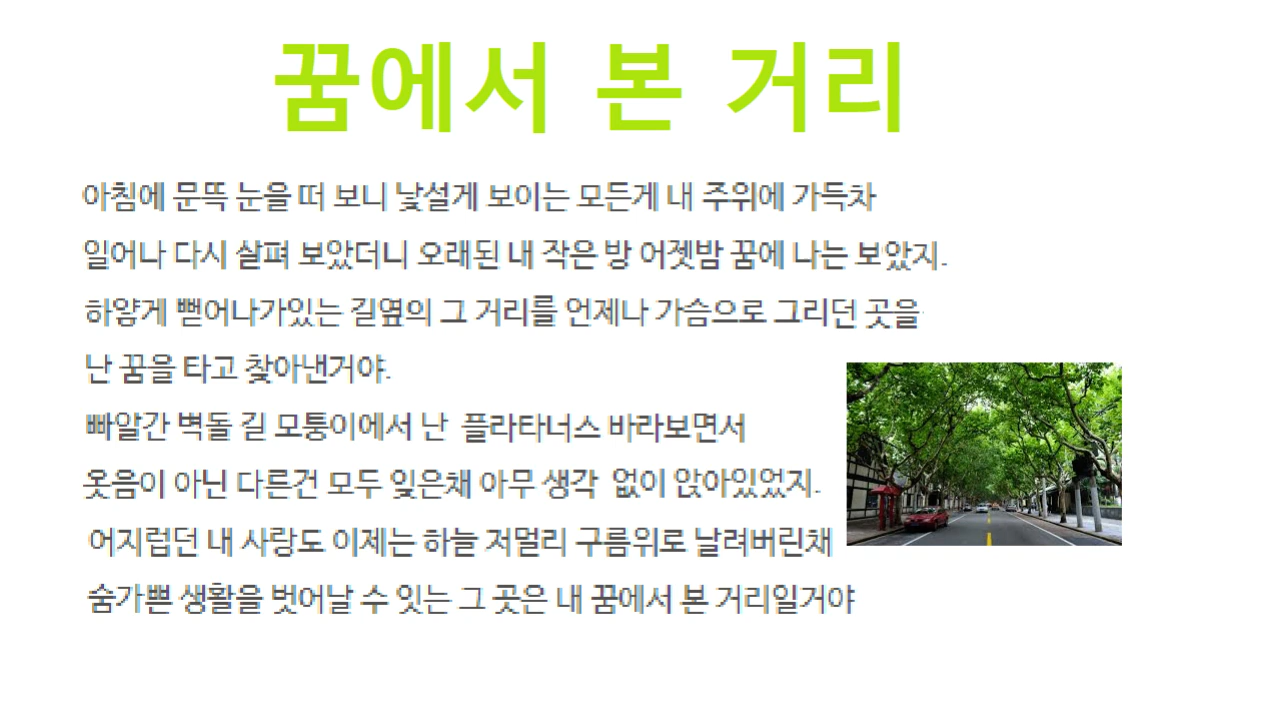 꿈에서 본 거리
아침에 문뜩 눈을 떠 보니 낯설게 보이는 모든게 내 주위에 가득차
일어나 다시 살펴 보았더니 오래된 내 작은 방 어젯밤 꿈에 나는 보았지.
하얗게 뻗어나가있는 길옆의 그 거리를 언제나 가슴으로 그리던 곳을
난 꿈을 타고 찾아낸거야.
빠알간 벽돌 길 모퉁이에서 난 플라타너스 바라보면서
웃음이 아닌 다른건 모두 잊은채 아무 생각 없이 앉아있었지.
어지럽던 내 사랑도 이제는 하늘 저멀리 구름위로 날려버린채
숨가쁜 생활을 벗어날 수 있는 그 곳은 내 꿈에서 본 거리일거야